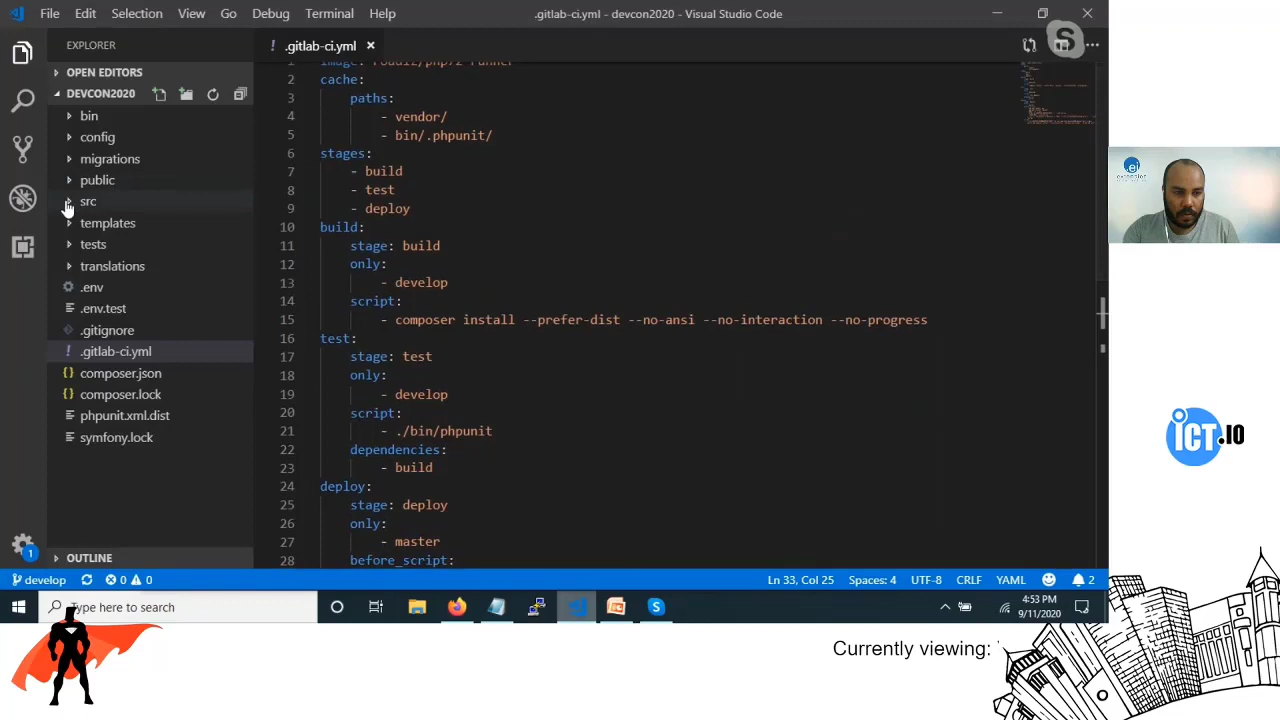 File Edit Selection View Go Debug Terminal Help
.gitlab-ci.yml - devcon2020 - Visual Studio Code
EXPLORER
OPEN EDITORS
DEVCON2020
bin
config
migrations
public
src
templates
tests
translations
.env
.env.test
.gitignore
.gitlab-ci.yml
composer.json
composer.lock
phpunit.xml.dist
symfony.lock
OUTLINE
! .gitlab-ci.yml
2 cache:
3 paths:
4 - vendor/
5 - bin/.phpunit/
6 stages:
7 - build
8 - test
9 - deploy
10 build:
11 stage: build
12 only:
13 - develop
14 script:
15 - composer install --prefer-dist --no-ansi --no-interaction --no-progress
16 test:
17 stage: test
18 only:
19 - develop
20 script:
21 - ./bin/phpunit
22 dependencies:
23 - build
24 deploy:
25 stage: deploy
26 only:
27 - master
28 before_script:
develop 0 0 Ln 33, Col 25 Spaces: 4 UTF-8 CRLF YAML 2
Type here to search
4:53 PM
9/11/2020
iCT.IO
Currently viewing: